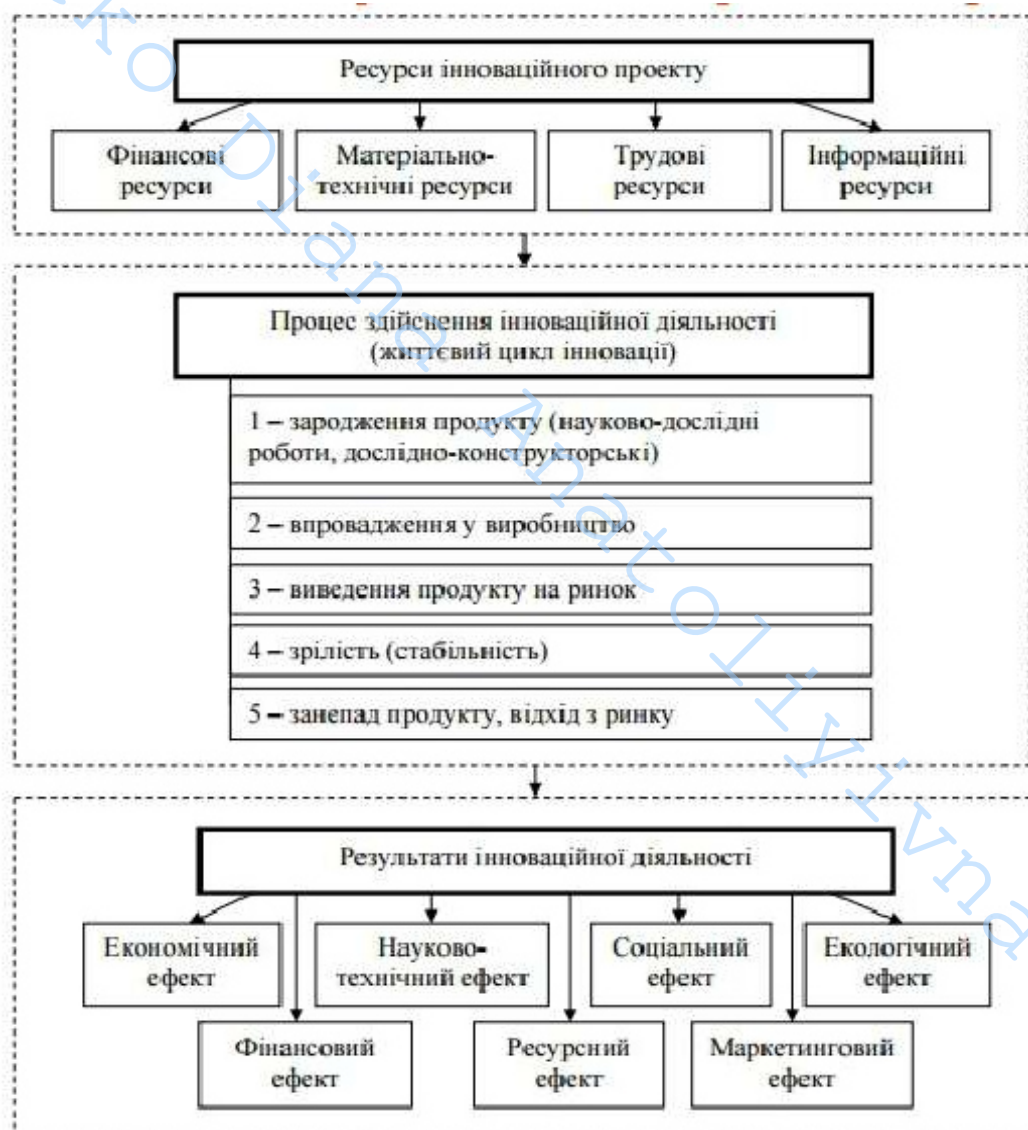 Ресурси інноваційного проекту
Фінансові
ресурси
Матеріально-
технічні ресурси
Трудові
ресурси
Інформаційні
ресурси
Процес здійснення інноваційної діяльності
(життєвий цикл інновації)
1 – зародження продукту (науково-дослідні
роботи, дослідно-конструкторські)
2 – впровадження у виробництво
3 – виведення продукту на ринок
4 – зрілість (стабільність)
5 – занепад продукту, відхід з ринку
Результати інноваційної діяльності
Економічний
ефект
Науково-
технічний ефект
Соціальний
ефект
Екологічний
ефект
Фінансовий
ефект
Ресурсний
ефект
Маркетинговий
ефект
ko Diana Anatoliyivna